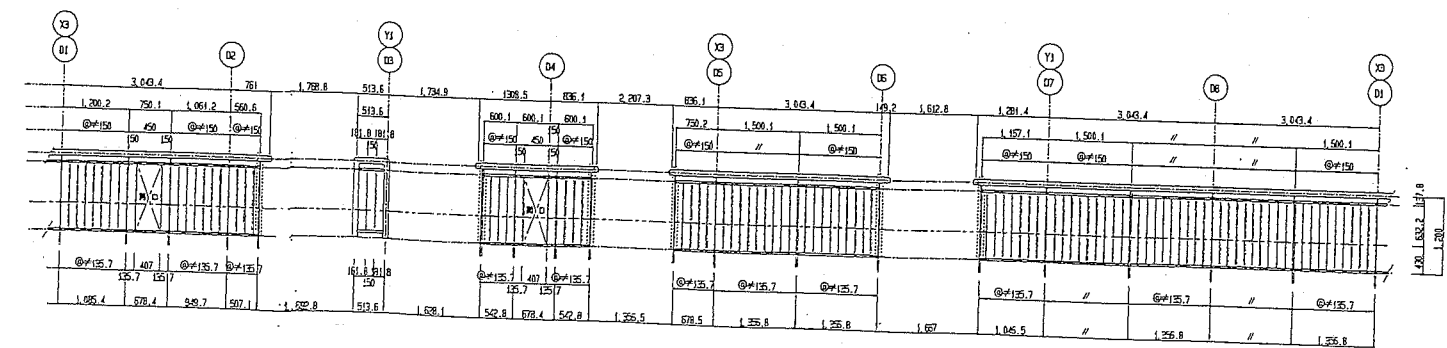 X3 Y1 X3 Y1 X3
D1 D2 D3 D4 D5 D6 D7 D8 D1
3,043.4 761 1,768.8 513.6 1,734.9 1308.5 836.1 2,207.3 836.1 3,043.4 149.2 1,612.8 1,281.4 3,043.4 3,043.4
1,200.2 750.1 1,061.2 560.6 513.6 600.1 600.1 600.1 750.2 1,500.1 1,500.1 1,157.1 1,500.1 〃 〃 1,500.1
@≠150 450 @≠150 @≠150 181.8 181.8 @≠150 150 450 @≠150 @≠150 〃 @≠150 @≠150 @≠150 〃 〃 @≠150
150 150 150 150 150
137.8
632.2
430
1,200
@≠135.7 407 @≠135.7 @≠135.7 181.8 181.8 @≠135.7 407 @≠135.7 @≠135.7 @≠135.7 @≠135.7 @≠135.7 〃 @≠135.7 〃 @≠135.7
135.7 135.7 150 135.7 135.7
1,085.4 678.4 949.7 507.1 1,692.8 513.6 1,628.1 542.8 678.4 542.8 1,356.5 678.5 1,356.8 1,356.8 1,667 1,045.5 〃 1,356.8 〃 1,356.8